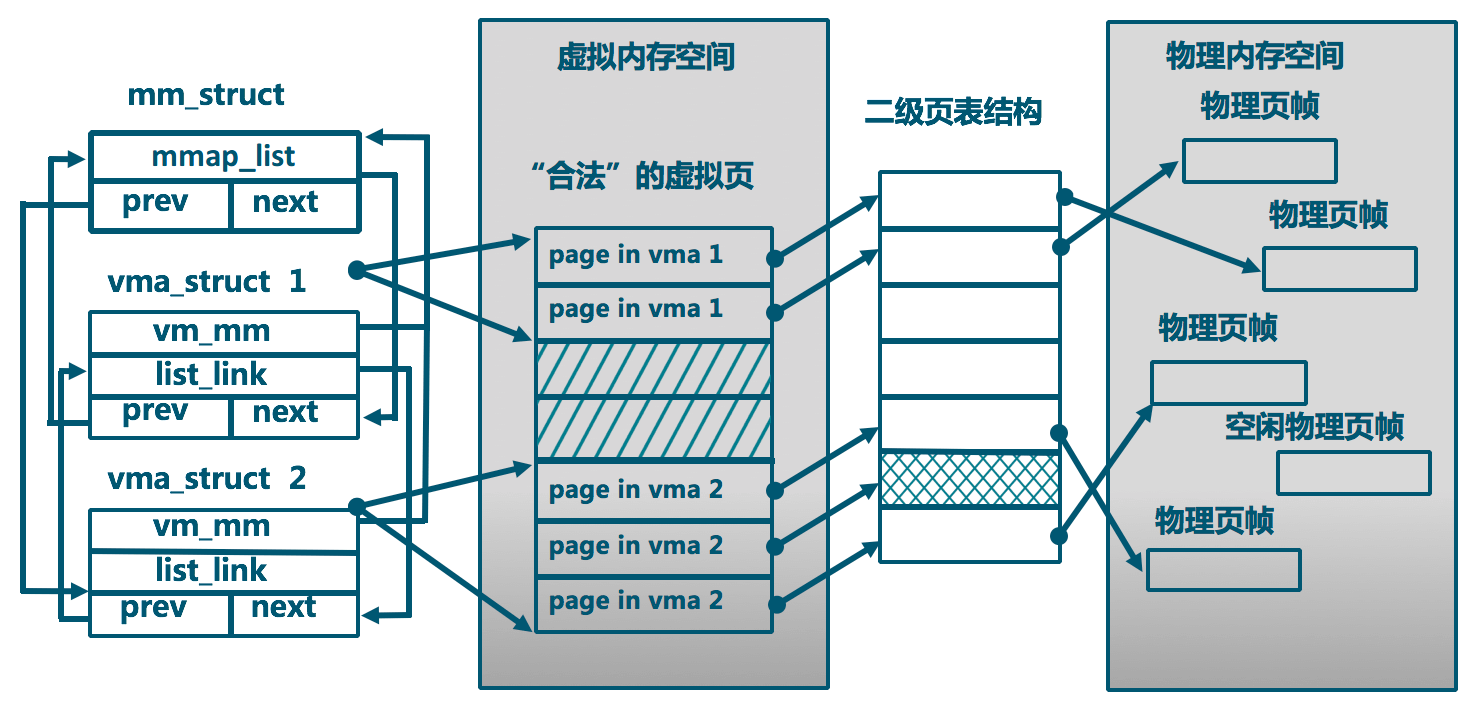 mm_struct
mmap_list
prev next
vma_struct 1
vm_mm
list_link
prev next
vma_struct 2
vm_mm
list_link
prev next
虚拟内存空间
“合法”的虚拟页
page in vma 1
page in vma 1
page in vma 2
page in vma 2
page in vma 2
二级页表结构
物理内存空间
物理页帧
物理页帧
物理页帧
空闲物理页帧
物理页帧